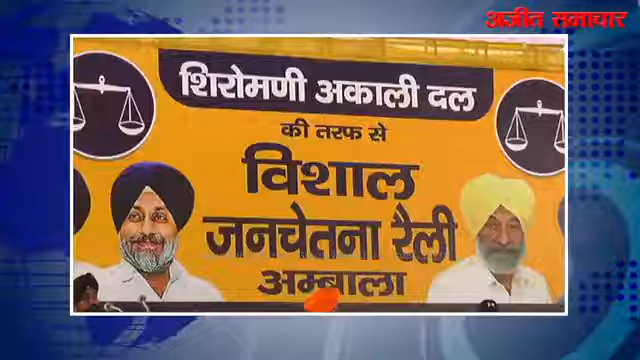 अजीत समाचार
शिरोमणी अकाली दल
की तरफ से
विशाल
जनचेतना रैली
अम्बाला